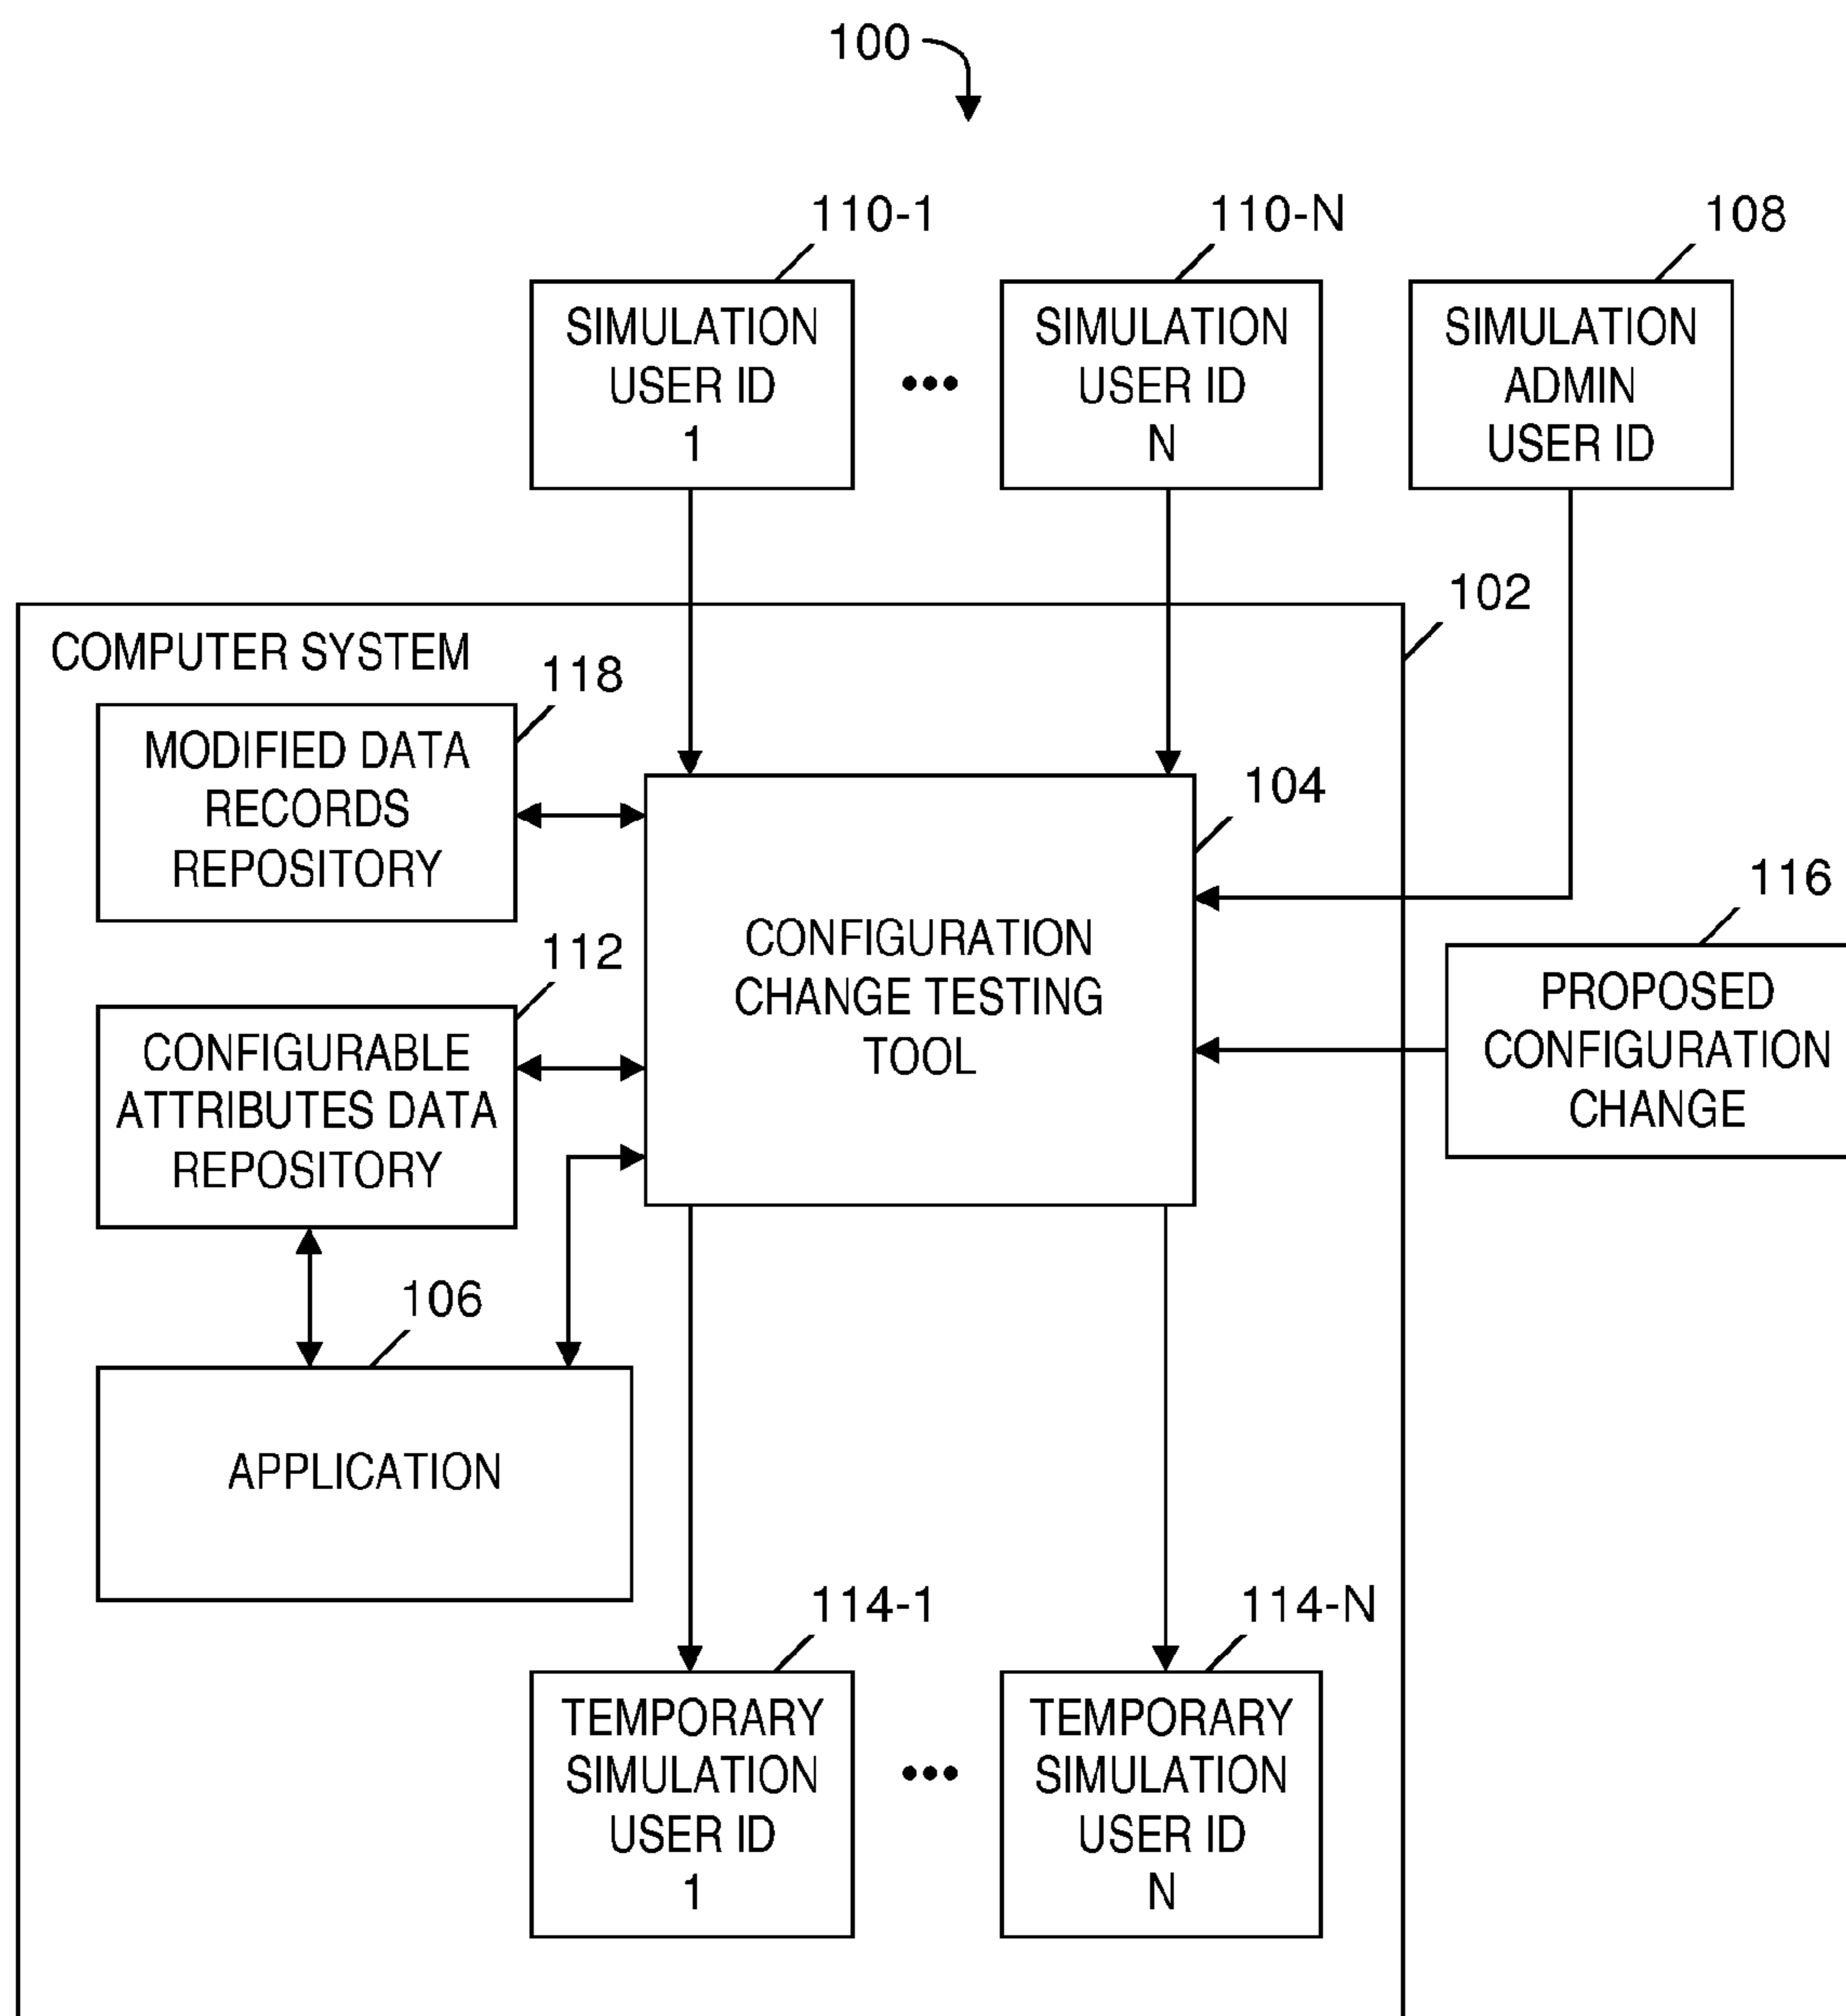 100
110-1
110-N
108
SIMULATION
USER ID
1
•••
SIMULATION
USER ID
N
SIMULATION
ADMIN
USER ID
102
COMPUTER SYSTEM
118
MODIFIED DATA
RECORDS
REPOSITORY
104
CONFIGURATION
CHANGE TESTING
TOOL
116
PROPOSED
CONFIGURATION
CHANGE
112
CONFIGURABLE
ATTRIBUTES DATA
REPOSITORY
106
APPLICATION
114-1
114-N
TEMPORARY
SIMULATION
USER ID
1
•••
TEMPORARY
SIMULATION
USER ID
N